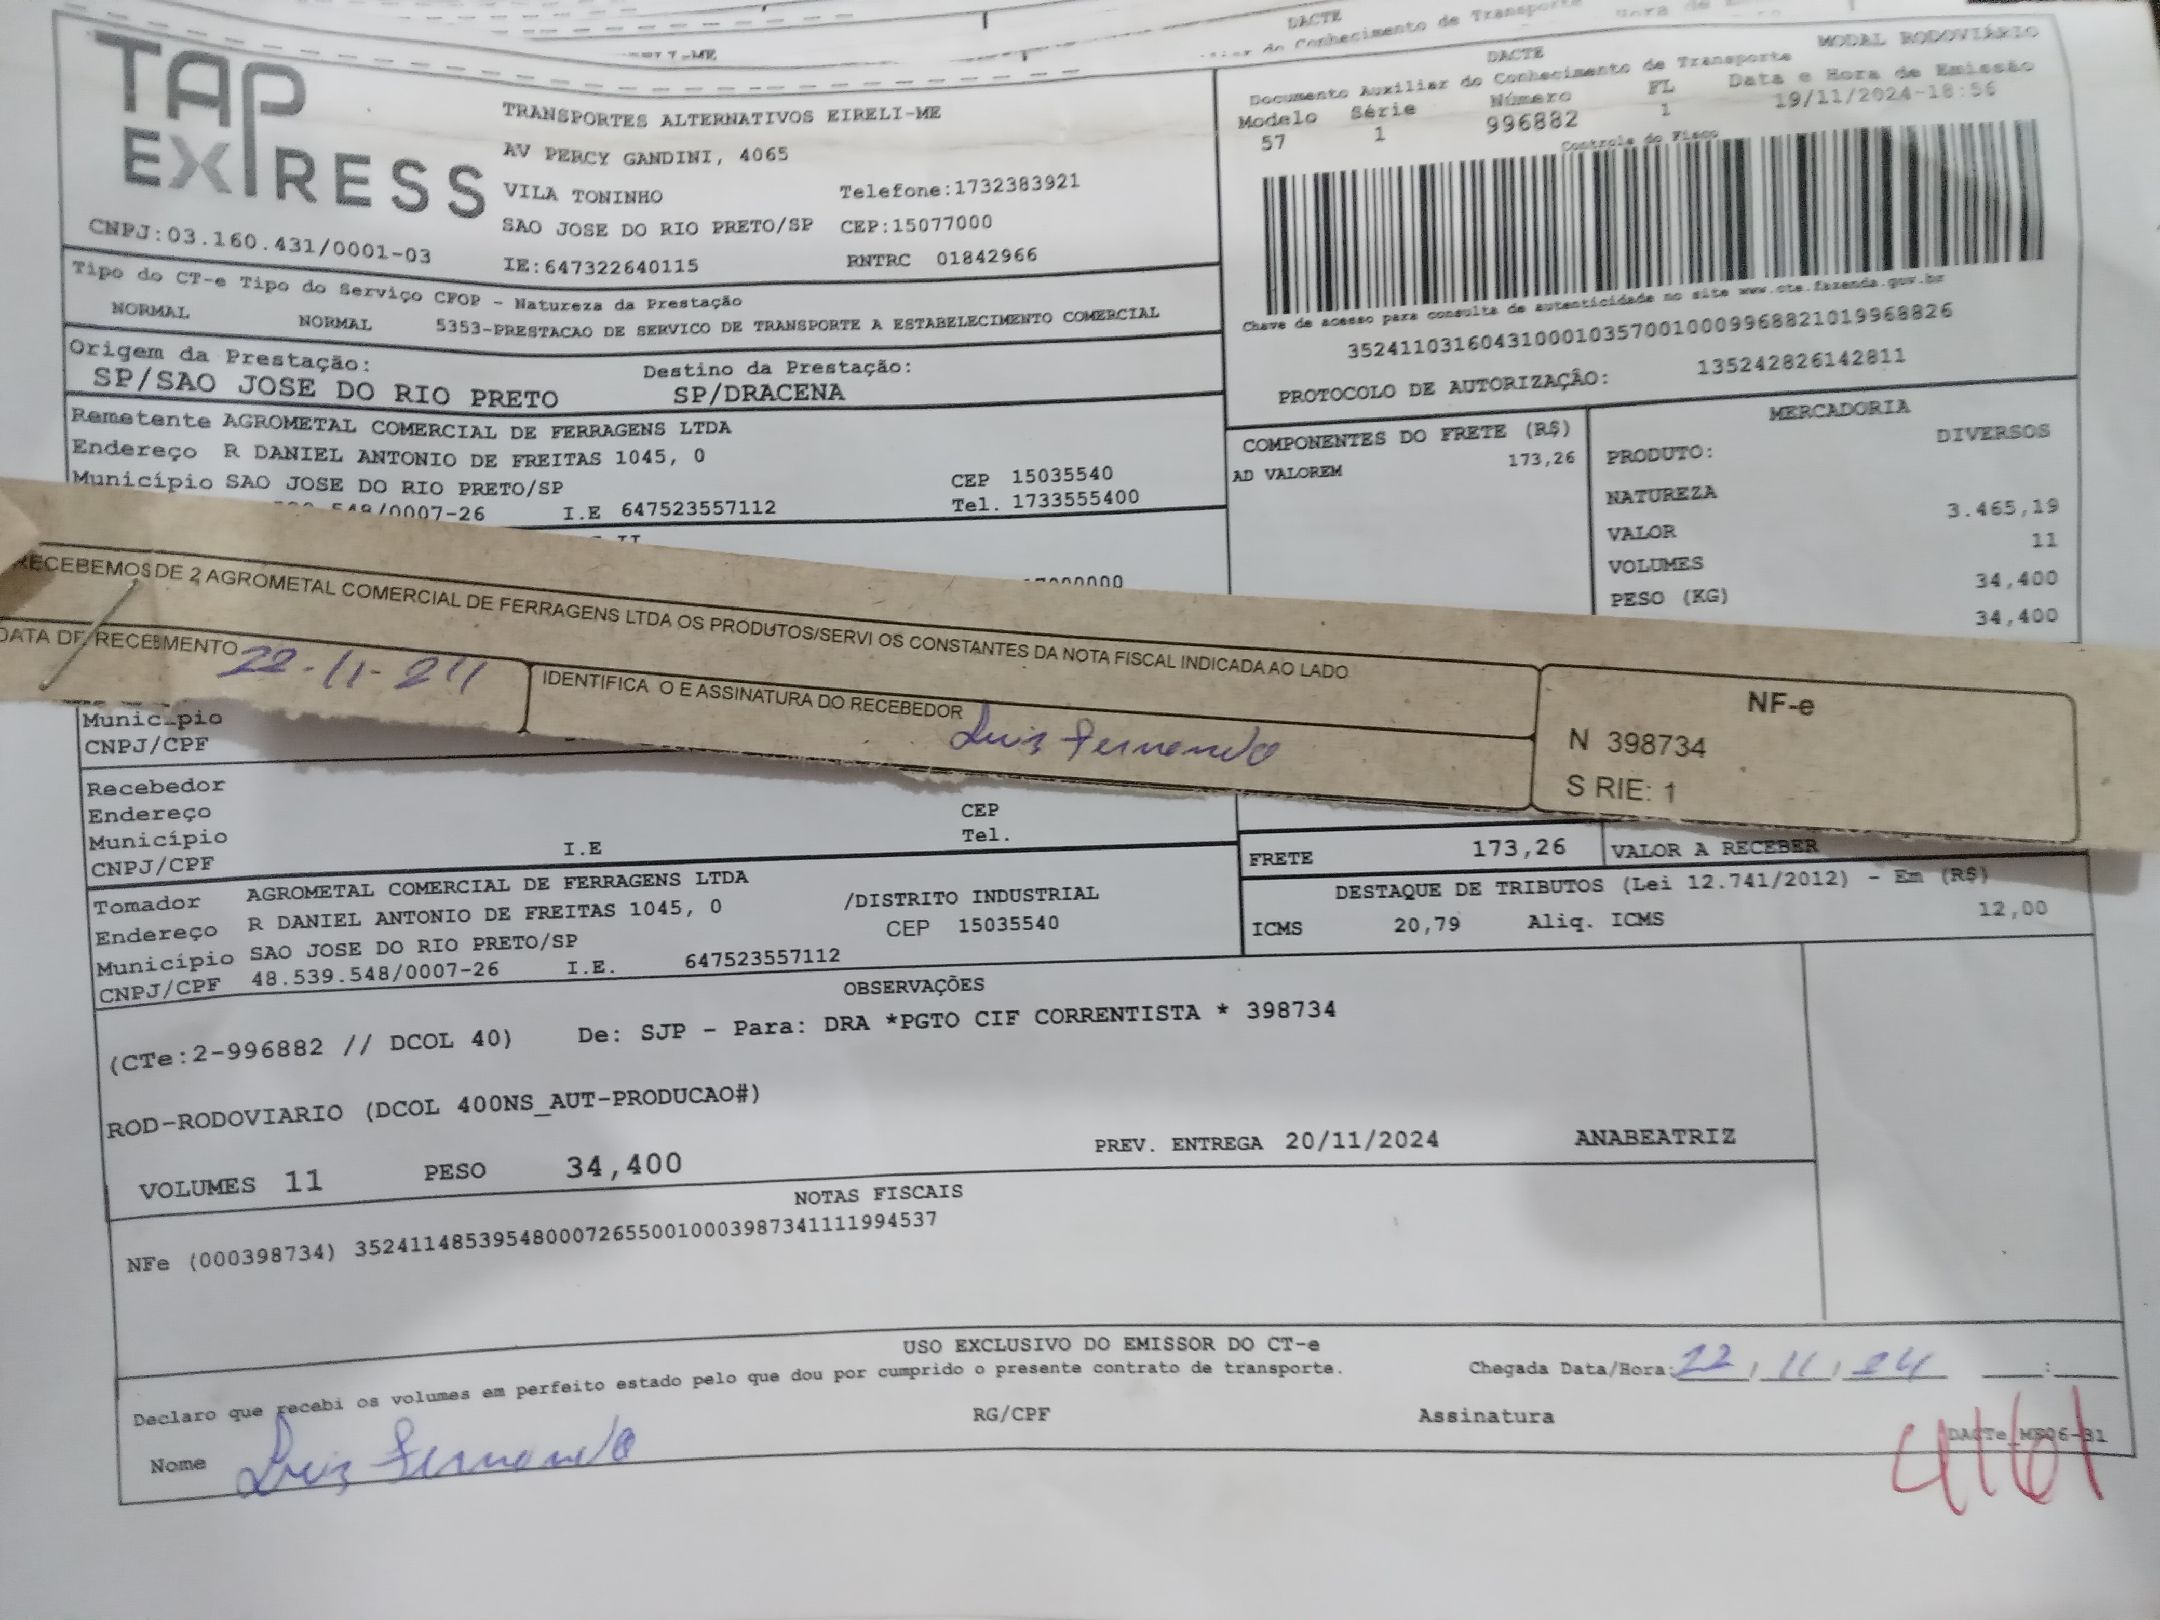 DACTE
TAP EXPRESS
CNPJ:03.160.431/0001-03
TRANSPORTES ALTERNATIVOS EIRELI-ME
AV PERCY GANDINI, 4065
VILA TONINHO Telefone:1732383921
SAO JOSE DO RIO PRETO/SP CEP:15077000
IE:647322640115 RNTRC 01842966
DACTE MODAL RODOVIÁRIO
Documento Auxiliar do Conhecimento de Transporte
Modelo Série Número FL Data e Hora de Emissão
57 1 996882 1 19/11/2024-18:56
Controle do Fisco
Chave de acesso para consulta de autenticidade no site www.cte.fazenda.gov.br
35241103160431000103570010009968821019968826
PROTOCOLO DE AUTORIZAÇÃO: 135242826142811
Tipo do CT-e Tipo do Serviço CFOP - Natureza da Prestação
NORMAL NORMAL 5353-PRESTACAO DE SERVICO DE TRANSPORTE A ESTABELECIMENTO COMERCIAL
Origem da Prestação: Destino da Prestação:
SP/SAO JOSE DO RIO PRETO SP/DRACENA
Remetente AGROMETAL COMERCIAL DE FERRAGENS LTDA
Endereço R DANIEL ANTONIO DE FREITAS 1045, 0
Município SAO JOSE DO RIO PRETO/SP CEP 15035540
548/0007-26 I.E 647523557112 Tel. 1733555400
COMPONENTES DO FRETE (R$)
AD VALOREM 173,26
MERCADORIA
PRODUTO: DIVERSOS
NATUREZA
VALOR 3.465,19
VOLUMES 11
PESO (KG) 34,400
34,400
RECEBEMOS DE 2 AGROMETAL COMERCIAL DE FERRAGENS LTDA OS PRODUTOS/SERVI OS CONSTANTES DA NOTA FISCAL INDICADA AO LADO
DATA DE RECEBIMENTO 22-11-24
IDENTIFICA O E ASSINATURA DO RECEBEDOR Luiz Fernando
NF-e
N 398734
S RIE: 1
Município
CNPJ/CPF
Recebedor
Endereço CEP
Município Tel.
CNPJ/CPF I.E
FRETE 173,26 VALOR A RECEBER
Tomador AGROMETAL COMERCIAL DE FERRAGENS LTDA
Endereço R DANIEL ANTONIO DE FREITAS 1045, 0 /DISTRITO INDUSTRIAL
Município SAO JOSE DO RIO PRETO/SP CEP 15035540
CNPJ/CPF 48.539.548/0007-26 I.E. 647523557112
DESTAQUE DE TRIBUTOS (Lei 12.741/2012) - Em (R$)
ICMS 20,79 Aliq. ICMS 12,00
OBSERVAÇÕES
(CTe:2-996882 // DCOL 40) De: SJP - Para: DRA *PGTO CIF CORRENTISTA * 398734
ROD-RODOVIARIO (DCOL 400NS_AUT-PRODUCAO#)
VOLUMES 11 PESO 34,400 PREV. ENTREGA 20/11/2024 ANABEATRIZ
NOTAS FISCAIS
NFe (000398734) 35241148539548000726550010003987341111994537
USO EXCLUSIVO DO EMISSOR DO CT-e
Declaro que recebi os volumes em perfeito estado pelo que dou por cumprido o presente contrato de transporte. Chegada Data/Hora: 22/11/24 __:__
Nome Luiz Fernando RG/CPF Assinatura